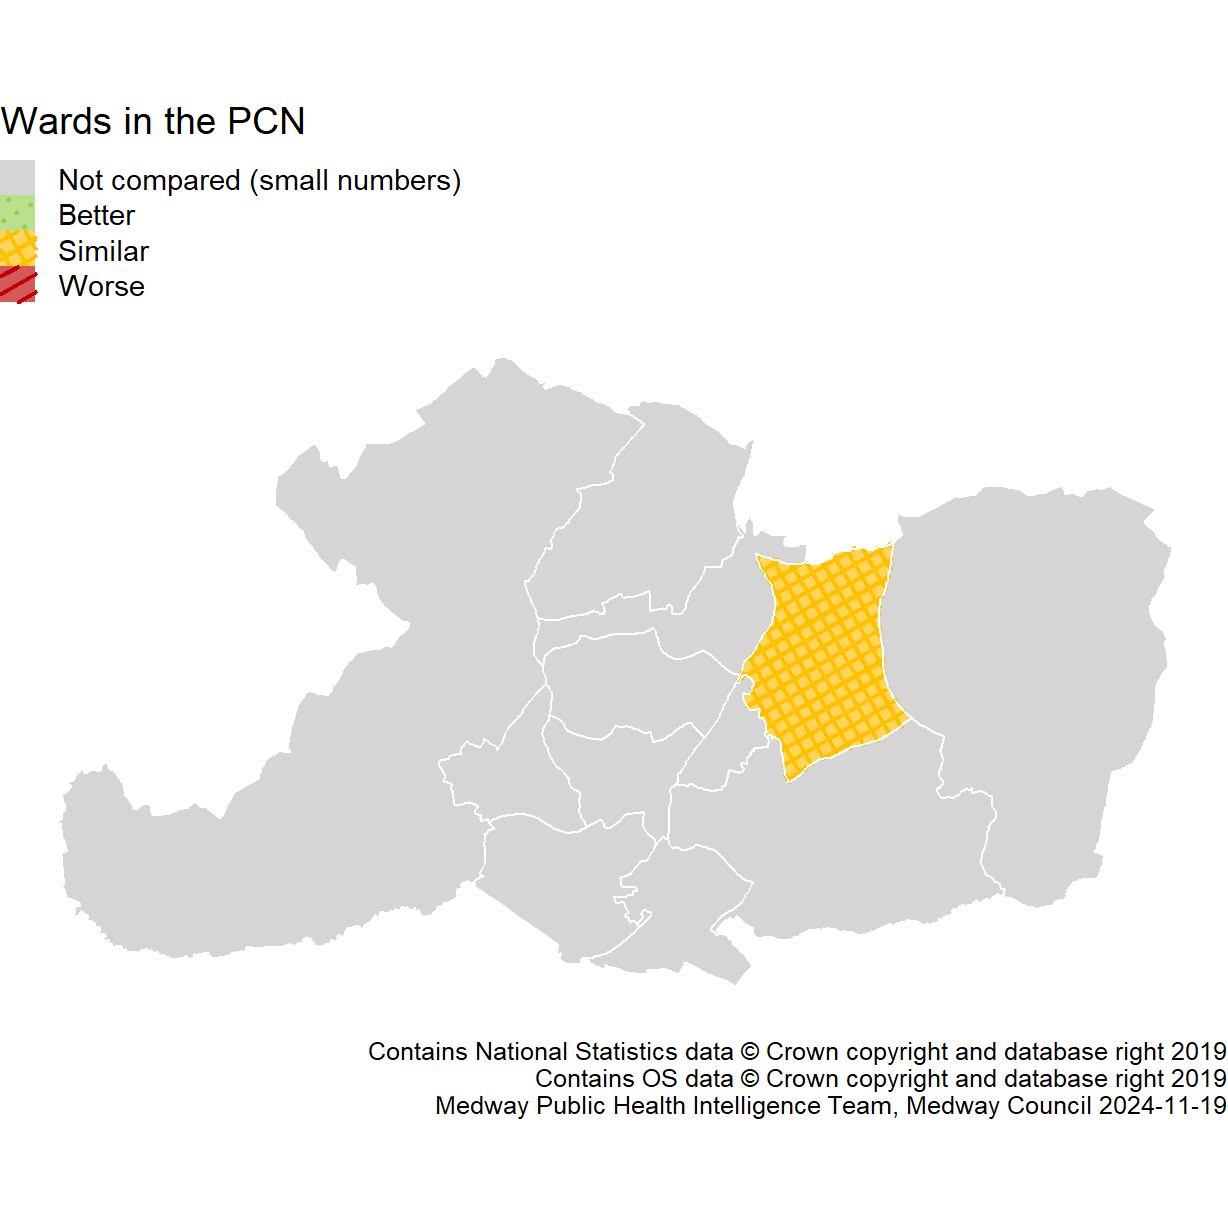 Wards in the PCN
Not compared (small numbers)
Better
Similar
Worse
Contains National Statistics data © Crown copyright and database right 2019
Contains OS data © Crown copyright and database right 2019
Medway Public Health Intelligence Team, Medway Council 2024-11-19